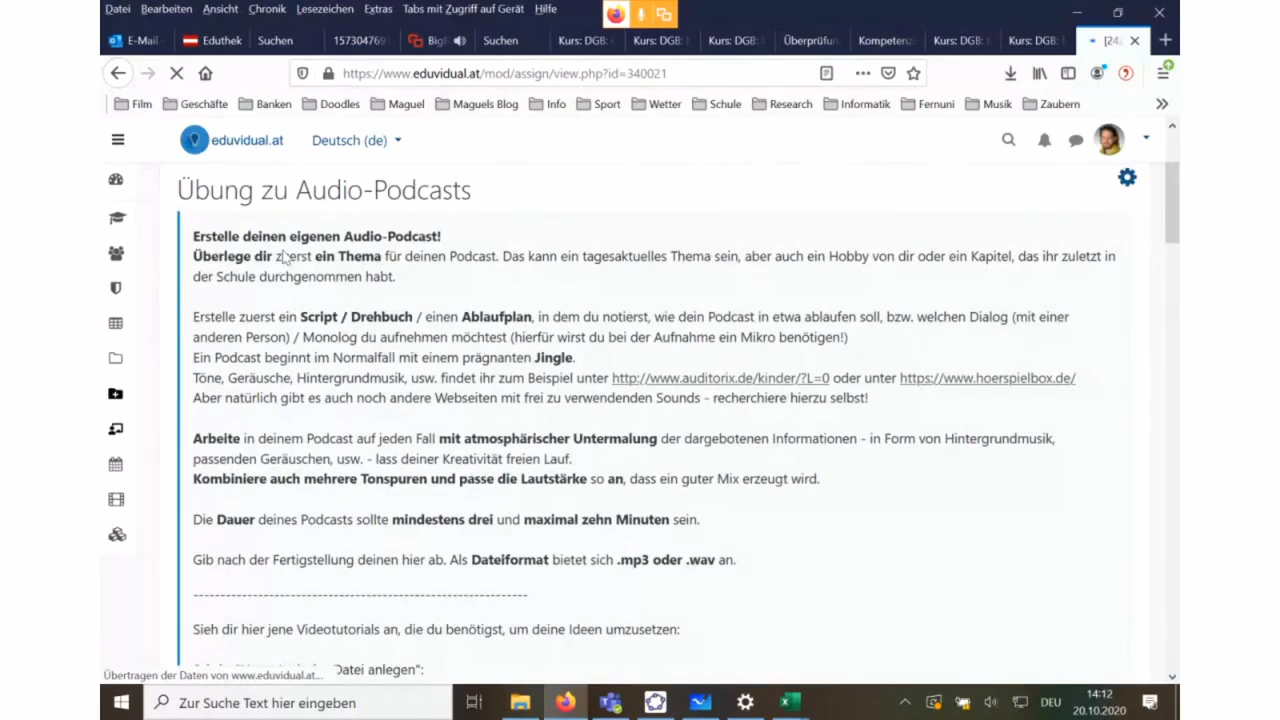 Datei Bearbeiten Ansicht Chronik Lesezeichen Extras Tabs mit Zugriff auf Gerät Hilfe
E-Mail Eduthek Suchen 1573047691 Suchen Kurs: DGB: Kurs: DGB: Kurs: DGB: Überprüfun Kompetenz Kurs: DGB: Kurs: DGB:
https://www.eduvidual.at/mod/assign/view.php?id=340021
Film Geschäfte Banken Doodles Maguel Maguels Blog Info Sport Wetter Schule Research Informatik Fernuni Musik Zaubern
eduvidual.at Deutsch (de)
Übung zu Audio-Podcasts
Erstelle deinen eigenen Audio-Podcast!
Überlege dir zuerst ein Thema für deinen Podcast. Das kann ein tagesaktuelles Thema sein, aber auch ein Hobby von dir oder ein Kapitel, das ihr zuletzt in
der Schule durchgenommen habt.
Erstelle zuerst ein Script / Drehbuch / einen Ablaufplan, in dem du notierst, wie dein Podcast in etwa ablaufen soll, bzw. welchen Dialog (mit einer
anderen Person) / Monolog du aufnehmen möchtest (hierfür wirst du bei der Aufnahme ein Mikro benötigen!)
Ein Podcast beginnt im Normalfall mit einem prägnanten Jingle.
Töne, Geräusche, Hintergrundmusik, usw. findet ihr zum Beispiel unter http://www.auditorix.de/kinder/?L=0 oder unter https://www.hoerspielbox.de/
Aber natürlich gibt es auch noch andere Webseiten mit frei zu verwendenden Sounds - recherchiere hierzu selbst!
Arbeite in deinem Podcast auf jeden Fall mit atmosphärischer Untermalung der dargebotenen Informationen - in Form von Hintergrundmusik,
passenden Geräuschen, usw. - lass deiner Kreativität freien Lauf.
Kombiniere auch mehrere Tonspuren und passe die Lautstärke so an, dass ein guter Mix erzeugt wird.
Die Dauer deines Podcasts sollte mindestens drei und maximal zehn Minuten sein.
Gib nach der Fertigstellung deinen hier ab. Als Dateiformat bietet sich .mp3 oder .wav an.
--------------------------------------------------------------
Sieh dir hier jene Videotutorials an, die du benötigst, um deine Ideen umzusetzen:
Datei anlegen":
Übertragen der Daten von www.eduvidual.at...
Zur Suche Text hier eingeben DEU 14:12
20.10.2020